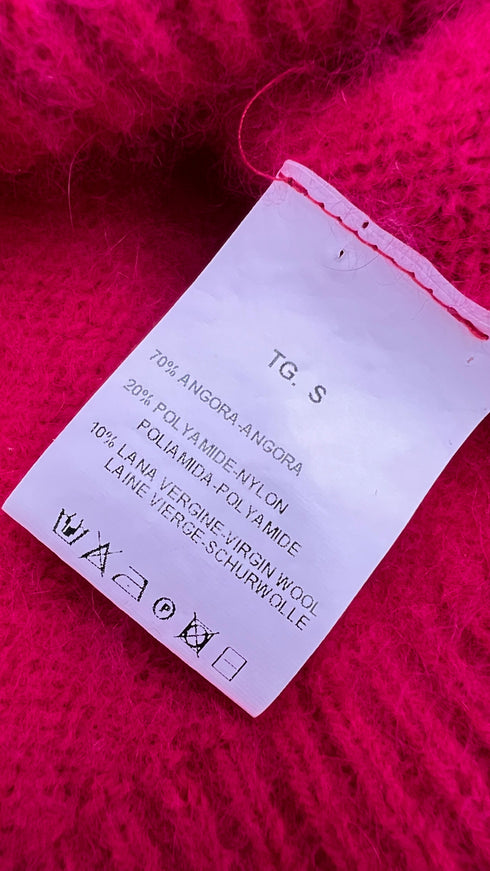 TG. S
70% ANGORA-ANGORA
20% POLYAMIDE-NYLON
POLIAMIDA-POLYAMIDE
10% LANA VERGINE-VIRGIN WOOL
LAINE VIERGE-SCHURWOLLE
P